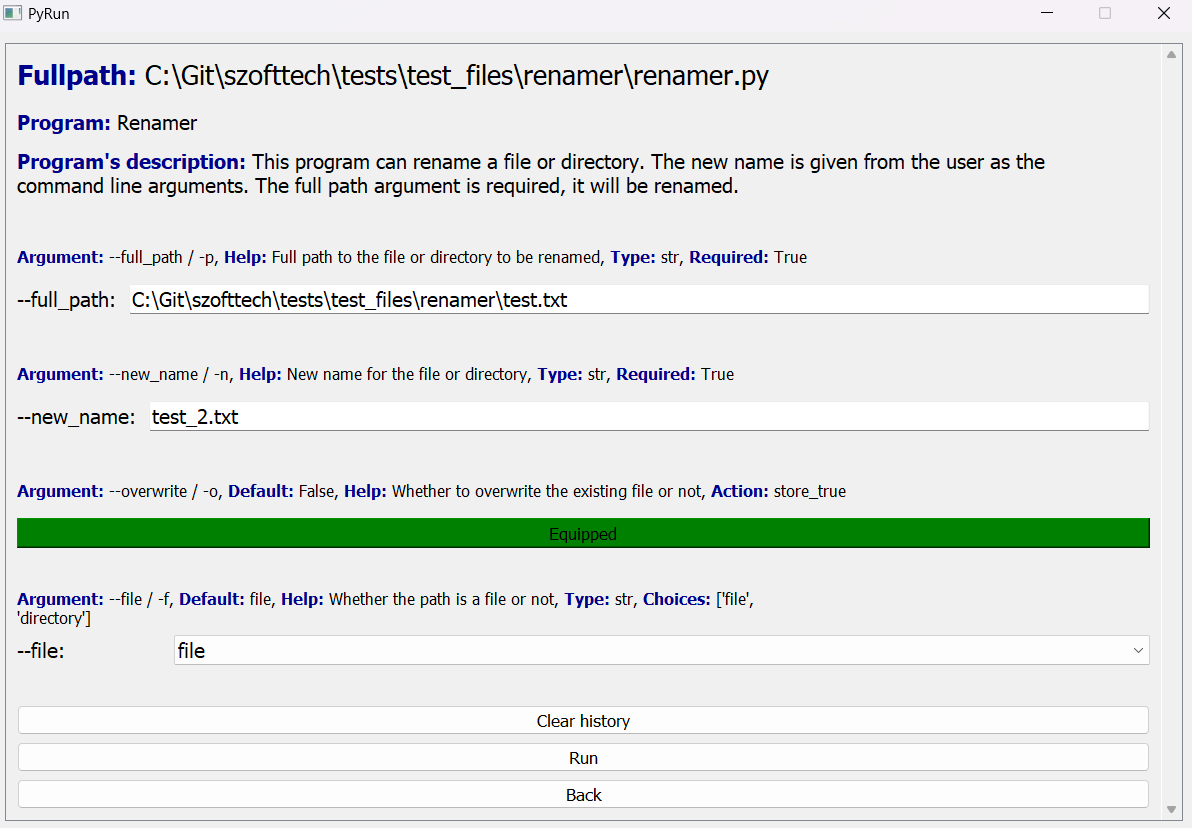 PyRun
Fullpath: C:\Git\szofttech\tests\test_files\renamer\renamer.py
Program: Renamer
Program's description: This program can rename a file or directory. The new name is given from the user as the
command line arguments. The full path argument is required, it will be renamed.
Argument: --full_path / -p, Help: Full path to the file or directory to be renamed, Type: str, Required: True
--full_path: C:\Git\szofttech\tests\test_files\renamer\test.txt
Argument: --new_name / -n, Help: New name for the file or directory, Type: str, Required: True
--new_name: test_2.txt
Argument: --overwrite / -o, Default: False, Help: Whether to overwrite the existing file or not, Action: store_true
Equipped
Argument: --file / -f, Default: file, Help: Whether the path is a file or not, Type: str, Choices: ['file',
'directory']
--file: file
Clear history
Run
Back